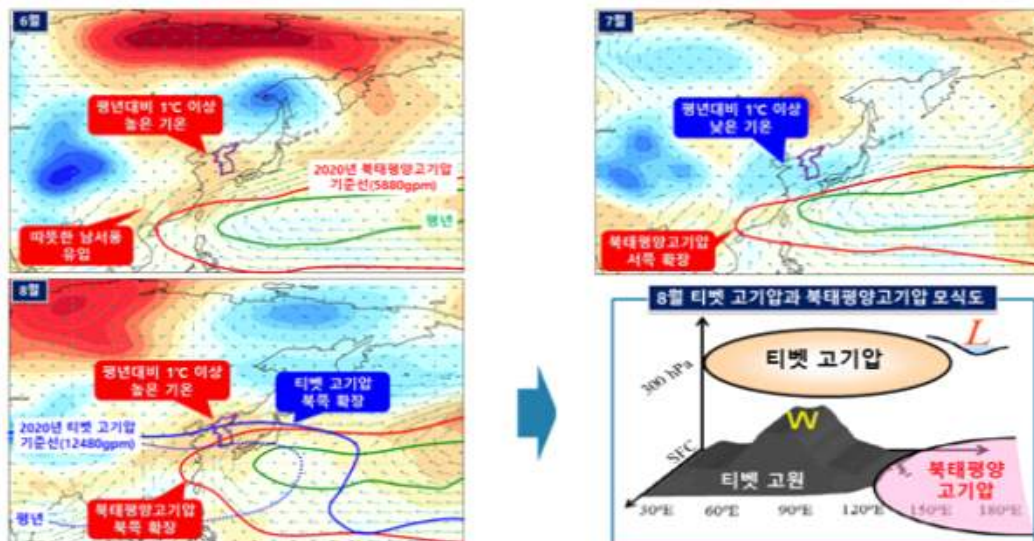 6월
평년대비 1℃ 이상
높은 기온
2020년 북태평양고기압
기준선(5880gpm)
평년
따뜻한 남서풍
유입
7월
평년대비 1℃ 이상
낮은 기온
북태평양고기압
서쪽 확장
8월
평년대비 1℃ 이상
높은 기온
티벳 고기압
북쪽 확장
2020년 티벳 고기압
기준선(12480gpm)
평년
북태평양고기압
북쪽 확장
8월 티벳 고기압과 북태평양고기압 모식도
L
티벳 고기압
300 hPa
W
SFC
티벳 고원
북태평양
고기압
30°E 60°E 90°E 120°E 150°E 180°E